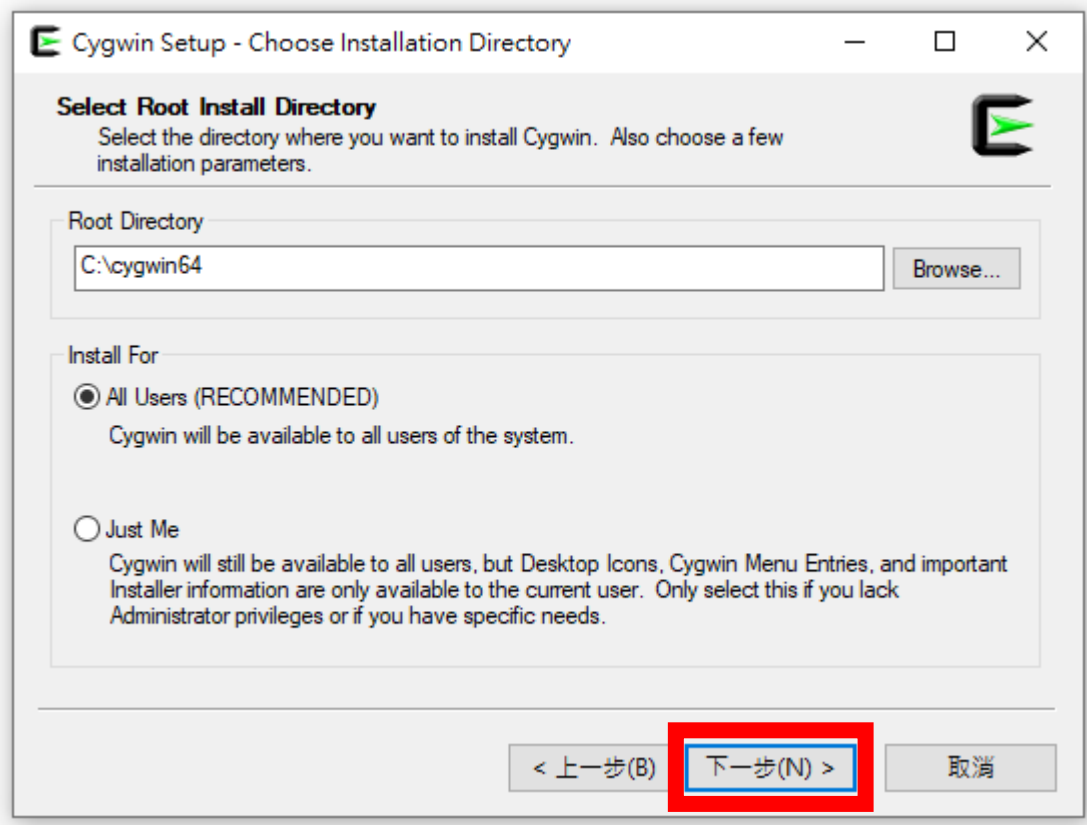 Cygwin Setup - Choose Installation Directory
Select Root Install Directory
Select the directory where you want to install Cygwin.  Also choose a few
installation parameters.
Root Directory
C:\cygwin64
Browse...
Install For
All Users (RECOMMENDED)
Cygwin will be available to all users of the system.
Just Me
Cygwin will still be available to all users, but Desktop Icons, Cygwin Menu Entries, and important
Installer information are only available to the current user.  Only select this if you lack
Administrator privileges or if you have specific needs.
< 上一步(B) 下一步(N) > 取消